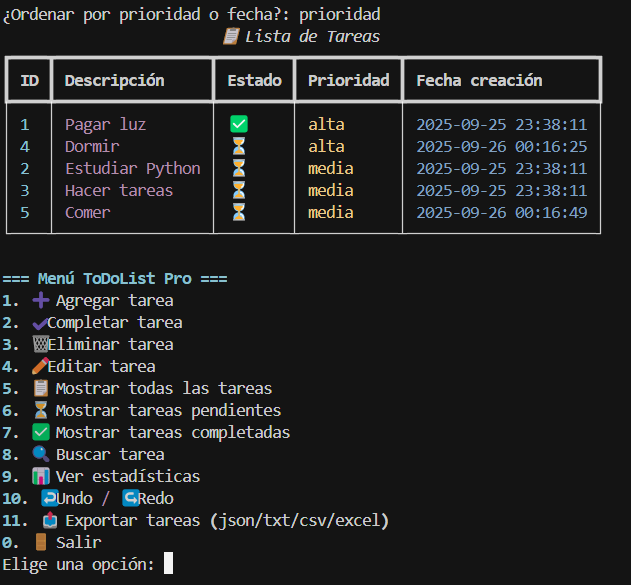 ¿Ordenar por prioridad o fecha?: prioridad
📋 Lista de Tareas
ID Descripción Estado Prioridad Fecha creación
1 Pagar luz ✅ alta 2025-09-25 23:38:11
4 Dormir ⏳ alta 2025-09-26 00:16:25
2 Estudiar Python ⏳ media 2025-09-25 23:38:11
3 Hacer tareas ⏳ media 2025-09-25 23:38:11
5 Comer ⏳ media 2025-09-26 00:16:49
=== Menú ToDoList Pro ===
1. ➕ Agregar tarea
2. ✔Completar tarea
3. 🗑Eliminar tarea
4. ✏Editar tarea
5. 📋 Mostrar todas las tareas
6. ⏳ Mostrar tareas pendientes
7. ✅ Mostrar tareas completadas
8. 🔍 Buscar tarea
9. 📊 Ver estadísticas
10. ↩Undo / ↪Redo
11. 📤 Exportar tareas (json/txt/csv/excel)
0. 🚪 Salir
Elige una opción: